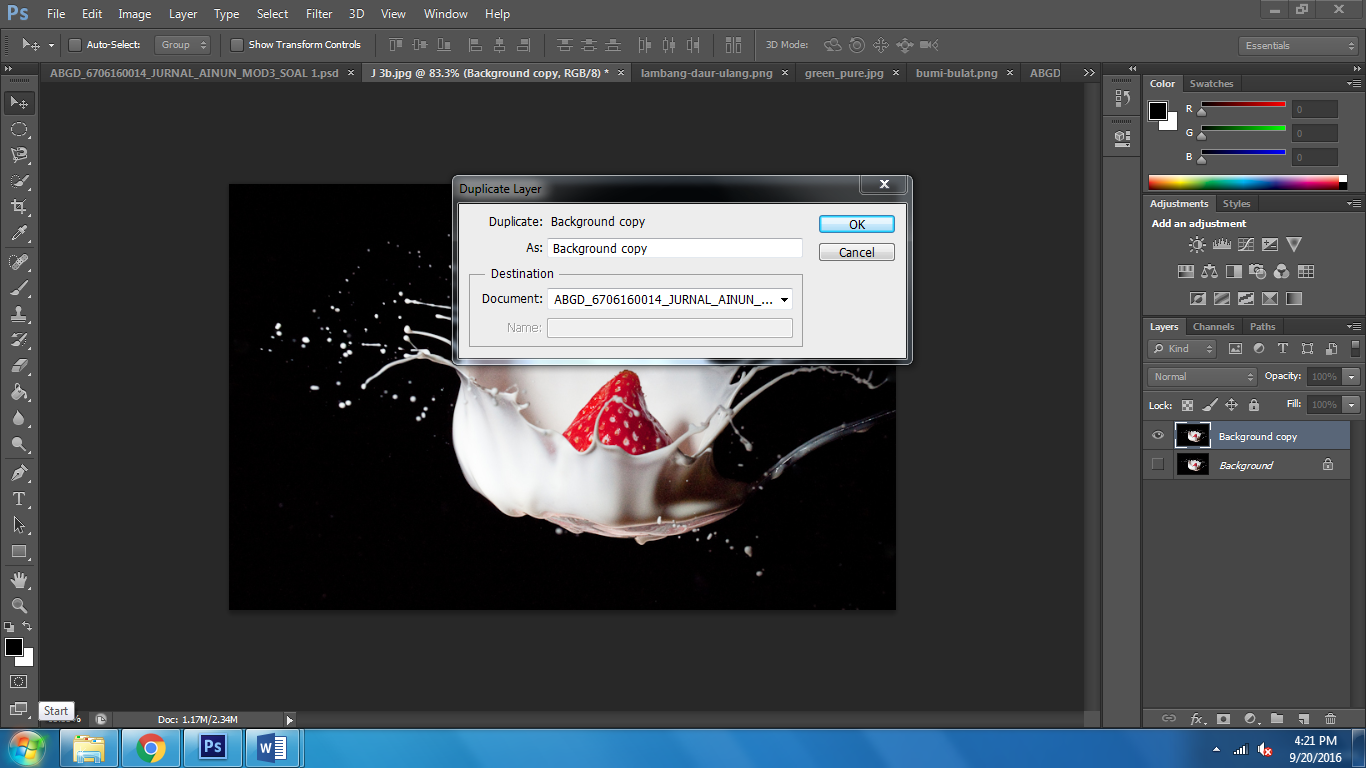 Ps File Edit Image Layer Type Select Filter 3D View Window Help
Auto-Select: Group Show Transform Controls 3D Mode: Essentials
ABGD_6706160014_JURNAL_AINUN_MOD3_SOAL 1.psd × J 3b.jpg @ 83.3% (Background copy, RGB/8) * × lambang-daur-ulang.png × green_pure.jpg × bumi-bulat.png × ABGD
Color Swatches
R 0
G 0
B 0
Adjustments Styles
Add an adjustment
Layers Channels Paths
Kind
Normal Opacity: 100%
Lock: Fill: 100%
Background copy
Background
Duplicate Layer
Duplicate: Background copy
As: Background copy
Destination
Document: ABGD_6706160014_JURNAL_AINUN_...
Name:
OK
Cancel
T
Start
Doc: 1.17M/2.34M
fx
Ps W
4:21 PM
9/20/2016